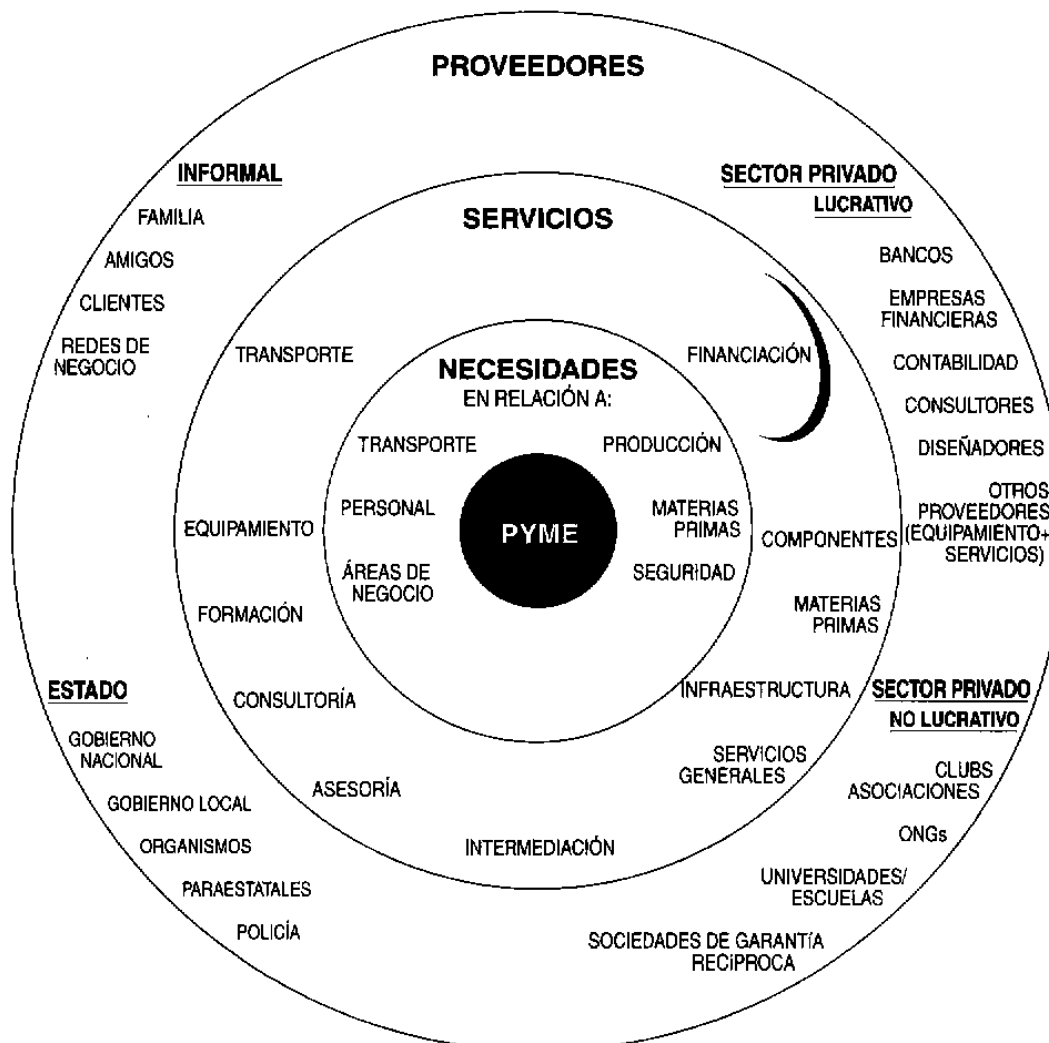 PROVEEDORES
INFORMAL
FAMILIA
AMIGOS
CLIENTES
REDES DE
NEGOCIO
SECTOR PRIVADO
LUCRATIVO
BANCOS
EMPRESAS
FINANCIERAS
CONTABILIDAD
CONSULTORES
DISEÑADORES
OTROS
PROVEEDORES
(EQUIPAMIENTO+
SERVICIOS)
SERVICIOS
TRANSPORTE
FINANCIACIÓN
EQUIPAMIENTO
COMPONENTES
FORMACIÓN
MATERIAS
PRIMAS
CONSULTORÍA
INFRAESTRUCTURA
ASESORÍA
SERVICIOS
GENERALES
INTERMEDIACIÓN
NECESIDADES
EN RELACIÓN A:
TRANSPORTE
PRODUCCIÓN
PERSONAL
MATERIAS
PRIMAS
ÁREAS DE
NEGOCIO
SEGURIDAD
PYME
ESTADO
GOBIERNO
NACIONAL
GOBIERNO LOCAL
ORGANISMOS
PARAESTATALES
POLICÍA
SECTOR PRIVADO
NO LUCRATIVO
CLUBS
ASOCIACIONES
ONGs
UNIVERSIDADES/
ESCUELAS
SOCIEDADES DE GARANTÍA
RECÍPROCA